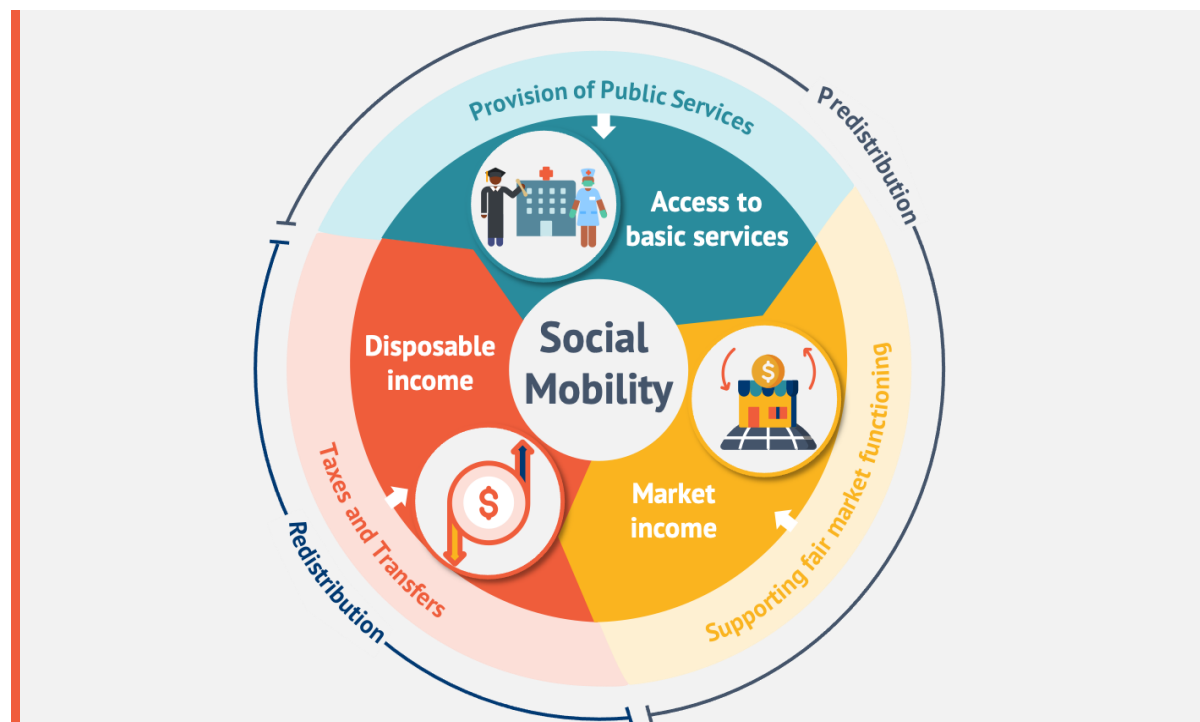 Provision of Public Services
Predistribution
Access to
basic services
Social
Mobility
Disposable
income
$
Market
income
$
Taxes and Transfers
Supporting fair market functioning
Redistribution